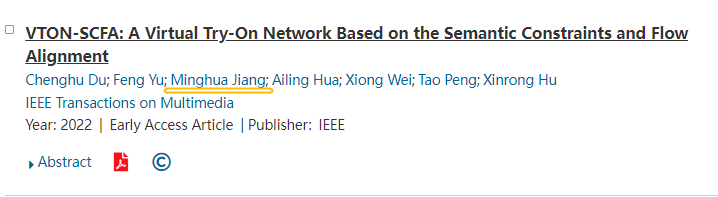 VTON-SCFA: A Virtual Try-On Network Based on the Semantic Constraints and Flow
Alignment
Chenghu Du; Feng Yu; Minghua Jiang; Ailing Hua; Xiong Wei; Tao Peng; Xinrong Hu
IEEE Transactions on Multimedia
Year: 2022 | Early Access Article | Publisher: IEEE
Abstract ©